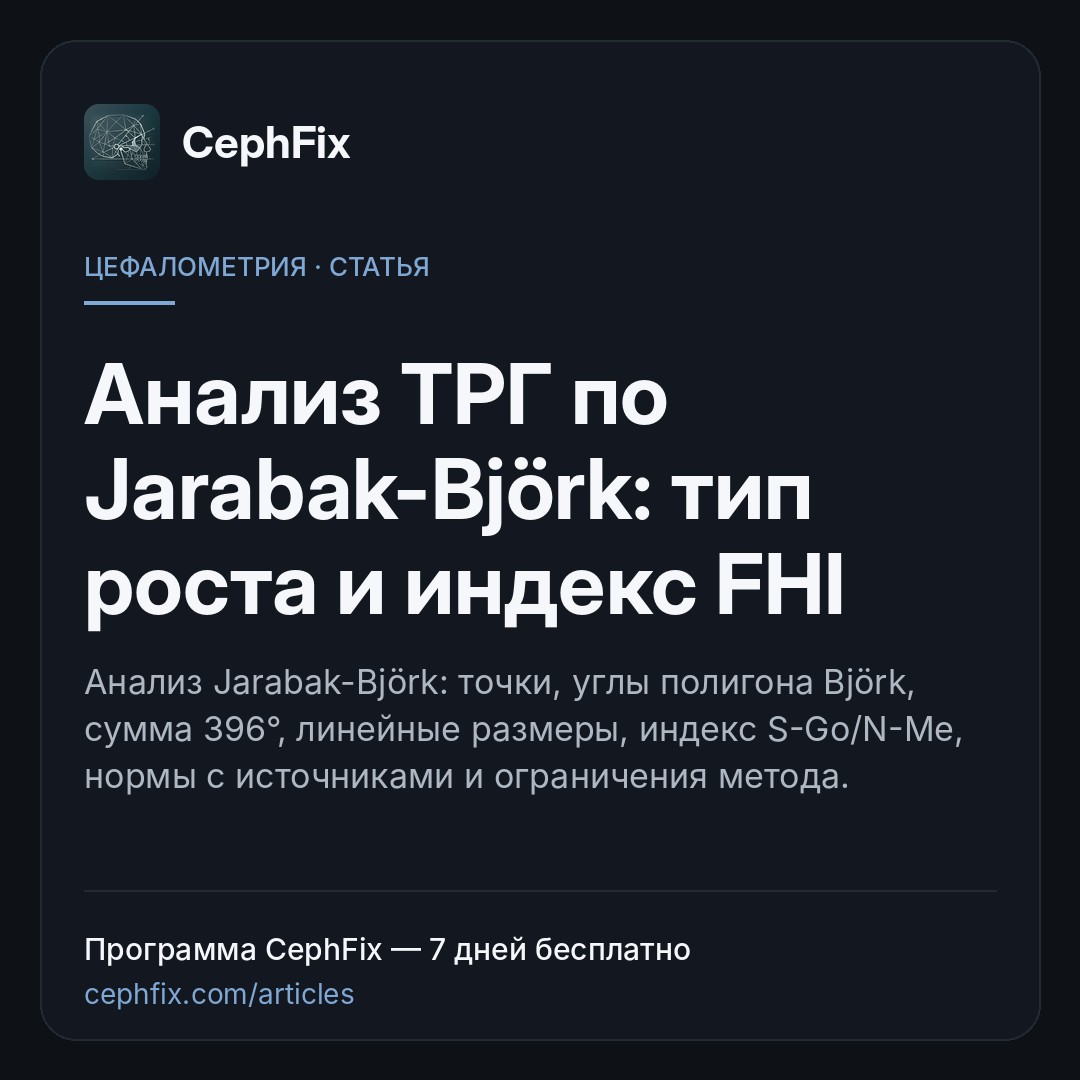 CephFix
ЦЕФАЛОМЕТРИЯ · СТАТЬЯ
Анализ ТРГ по
Jarabak-Björk: тип
роста и индекс FHI
Анализ Jarabak-Björk: точки, углы полигона Björk,
сумма 396°, линейные размеры, индекс S-Go/N-Me,
нормы с источниками и ограничения метода.
Программа CephFix — 7 дней бесплатно
cephfix.com/articles